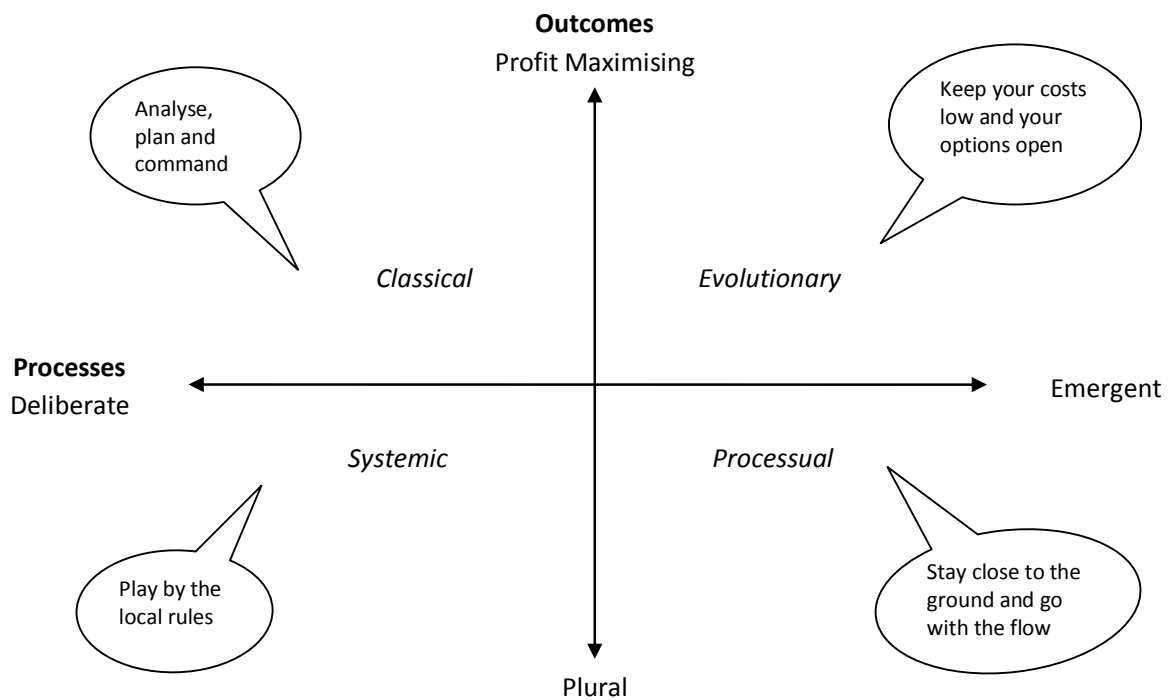 Outcomes
Profit Maximising
Analyse,
plan and
command
Keep your costs
low and your
options open
Classical
Evolutionary
Processes
Deliberate
Emergent
Systemic
Processual
Play by the
local rules
Stay close to the
ground and go
with the flow
Plural